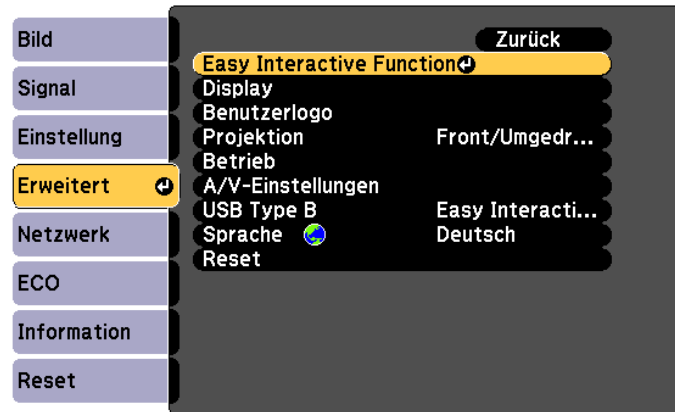 Bild
Signal
Einstellung
Erweitert
Netzwerk
ECO
Information
Reset
Zurück
Easy Interactive Function
Display
Benutzerlogo
Projektion Front/Umgedr...
Betrieb
A/V-Einstellungen
USB Type B Easy Interacti...
Sprache Deutsch
Reset